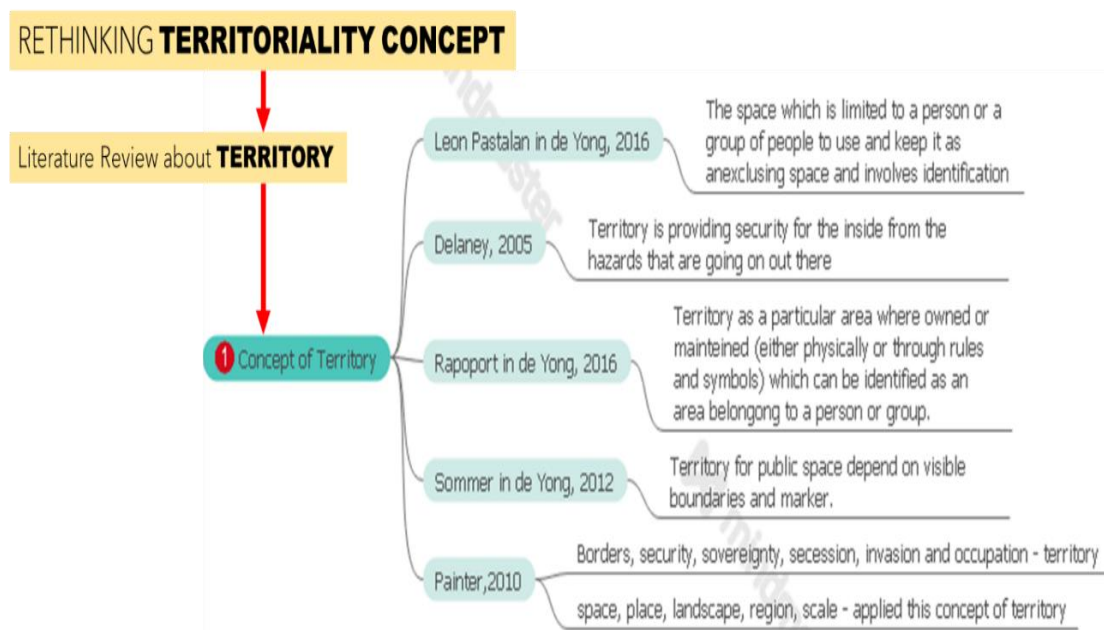 RETHINKING TERRITORIALITY CONCEPT
Literature Review about TERRITORY
1 Concept of Territory
Leon Pastalan in de Yong, 2016
The space which is limited to a person or a
group of people to use and keep it as
anexclusing space and involves identification
Delaney, 2005
Territory is providing security for the inside from the
hazards that are going on out there
Rapoport in de Yong, 2016
Territory as a particular area where owned or
mainteined (either physically or through rules
and symbols) which can be identified as an
area belongong to a person or group.
Sommer in de Yong, 2012
Territory for public space depend on visible
boundaries and marker.
Painter,2010
Borders, security, sovereignty, secession, invasion and occupation - territory
space, place, landscape, region, scale - applied this concept of territory